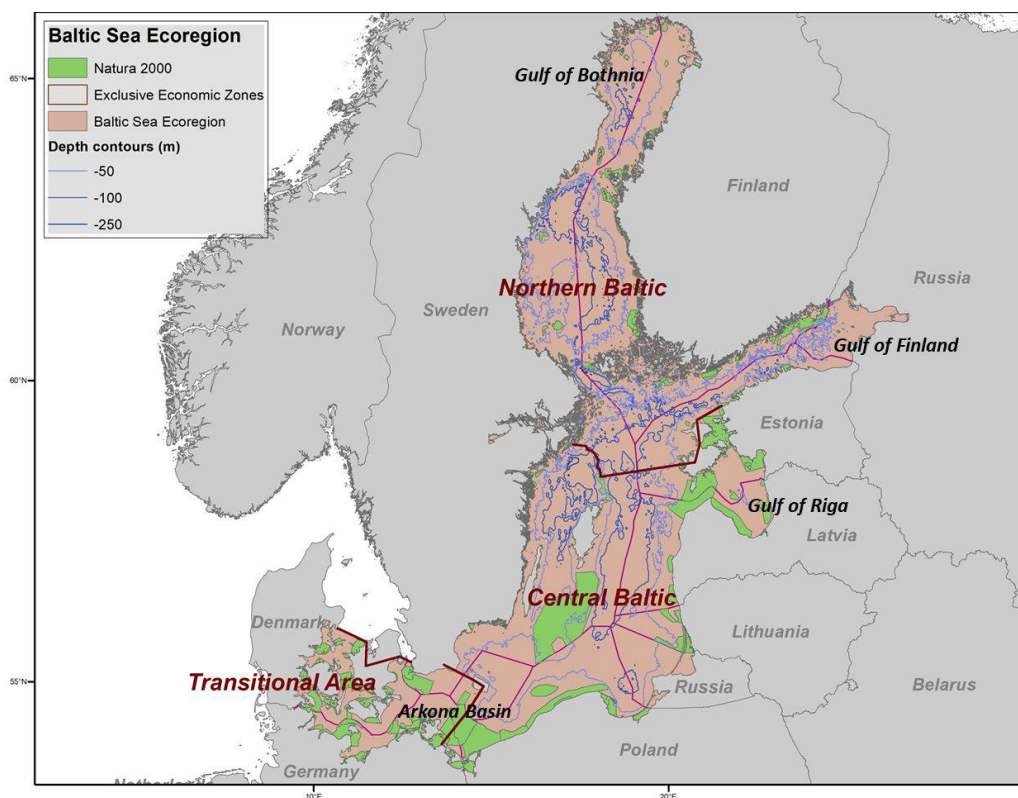 Baltic Sea Ecoregion
Natura 2000
Exclusive Economic Zones
Baltic Sea Ecoregion
Depth contours (m)
-50
-100
-250
65°N
60°N
55°N
Gulf of Bothnia
Finland
Russia
Northern Baltic
Norway
Sweden
Gulf of Finland
Estonia
Gulf of Riga
Latvia
Central Baltic
Denmark
Lithuania
Transitional Area
Russia
Belarus
Arkona Basin
Poland
Germany
20°E